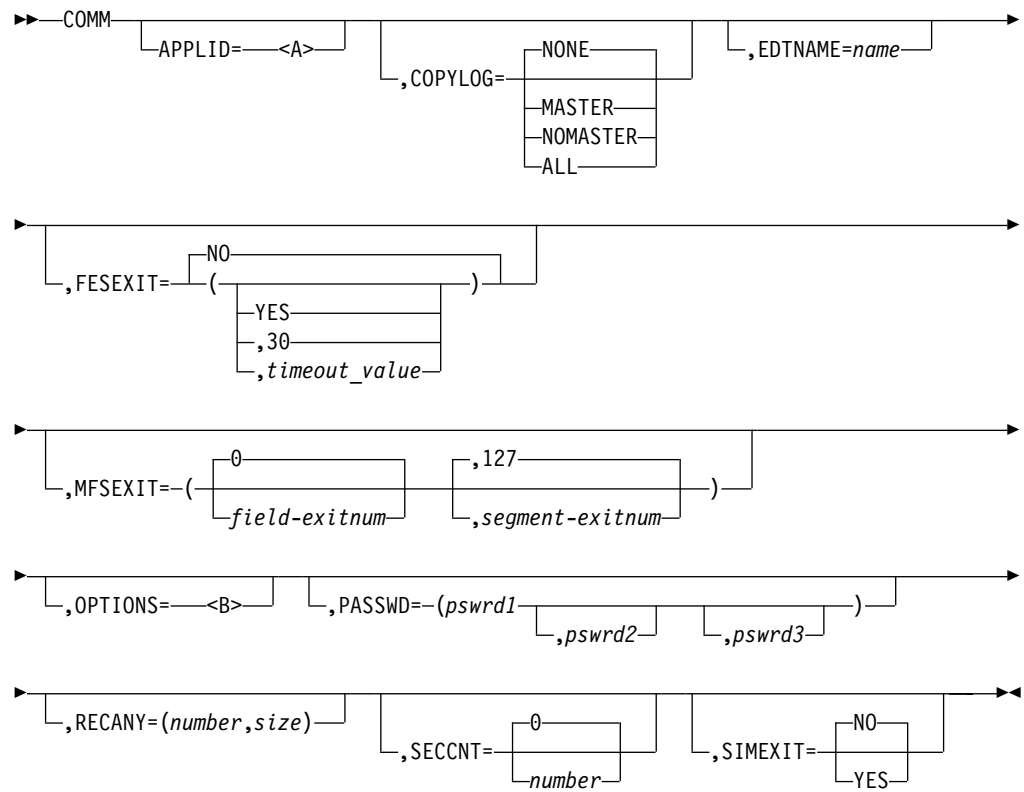 COMM
APPLID= <A>
,COPYLOG=
NONE
MASTER
NOMASTER
ALL
,EDTNAME=name
,FESEXIT=
NO
( )
YES
,30
,timeout_value
,MFSEXIT= (
0
field-exitnum
,127
,segment-exitnum
)
,OPTIONS= <B>
,PASSWD= (pswrd1
,pswrd2
,pswrd3
)
,RECANY=(number,size)
,SECCNT=
0
number
,SIMEXIT=
NO
YES